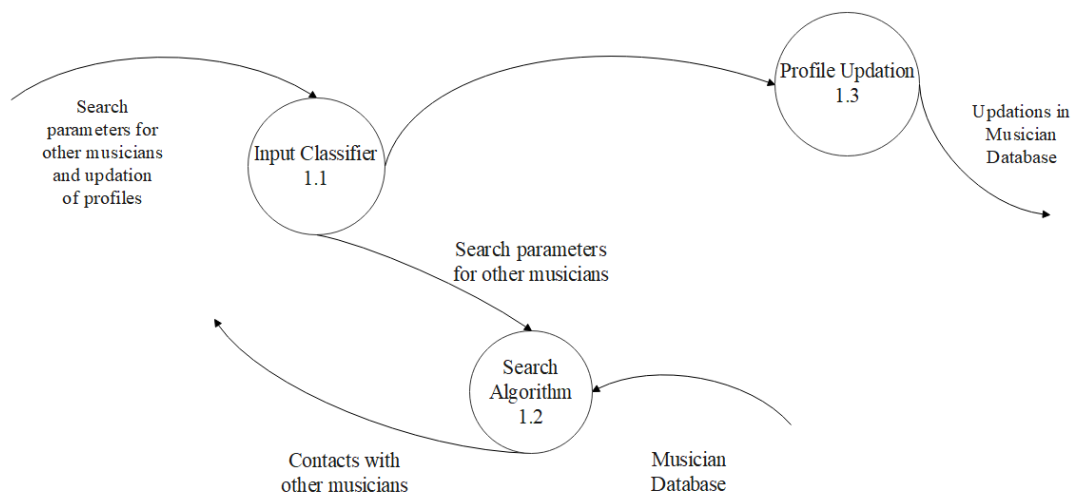 Search
parameters for
other musicians
and updation
of profiles
Input Classifier
1.1
Profile Updation
1.3
Updations in
Musician
Database
Search parameters
for other musicians
Search
Algorithm
1.2
Contacts with
other musicians
Musician
Database